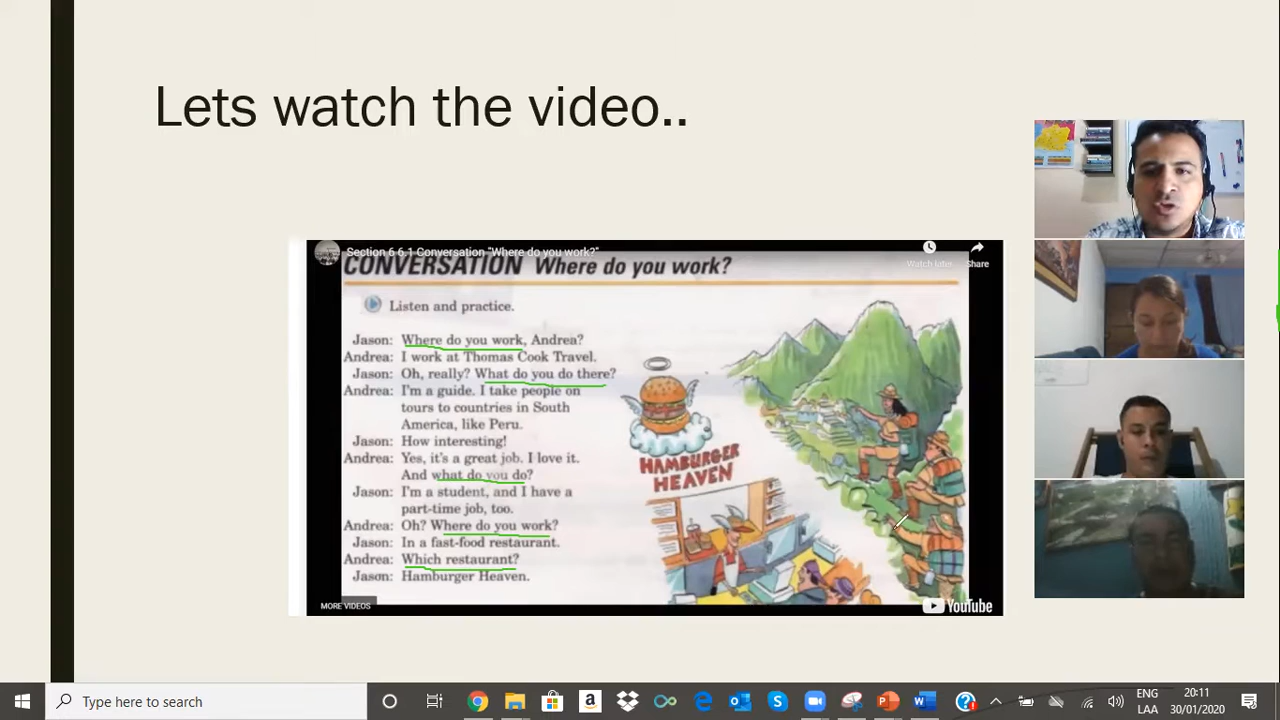 Lets watch the video..
Section 6 6.1 Conversation "Where do you work?"
Watch later
Share
CONVERSATION Where do you work?
Listen and practice.
Jason: Where do you work, Andrea?
Andrea: I work at Thomas Cook Travel.
Jason: Oh, really? What do you do there?
Andrea: I'm a guide. I take people on
tours to countries in South
America, like Peru.
Jason: How interesting!
Andrea: Yes, it's a great job. I love it.
And what do you do?
Jason: I'm a student, and I have a
part-time job, too.
Andrea: Oh? Where do you work?
Jason: In a fast-food restaurant.
Andrea: Which restaurant?
Jason: Hamburger Heaven.
HAMBURGER
HEAVEN
MORE VIDEOS
YouTube
Type here to search
ENG
LAA
20:11
30/01/2020